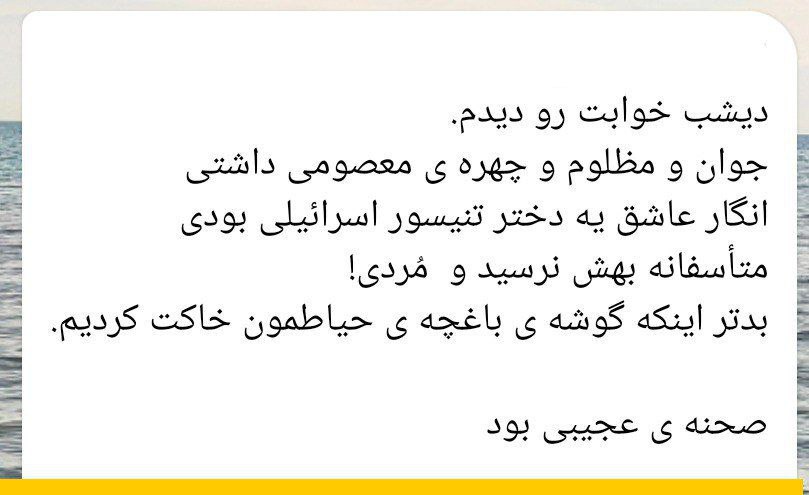 دیشب خوابت رو دیدم.
جوان و مظلوم و چهره ی معصومی داشتی
انگار عاشق یه دختر تنیسور اسرائیلی بودی
متأسفانه بهش نرسید و مُردی!
بدتر اینکه گوشه ی باغچه ی حیاطمون خاکت کردیم.
صحنه ی عجیبی بود